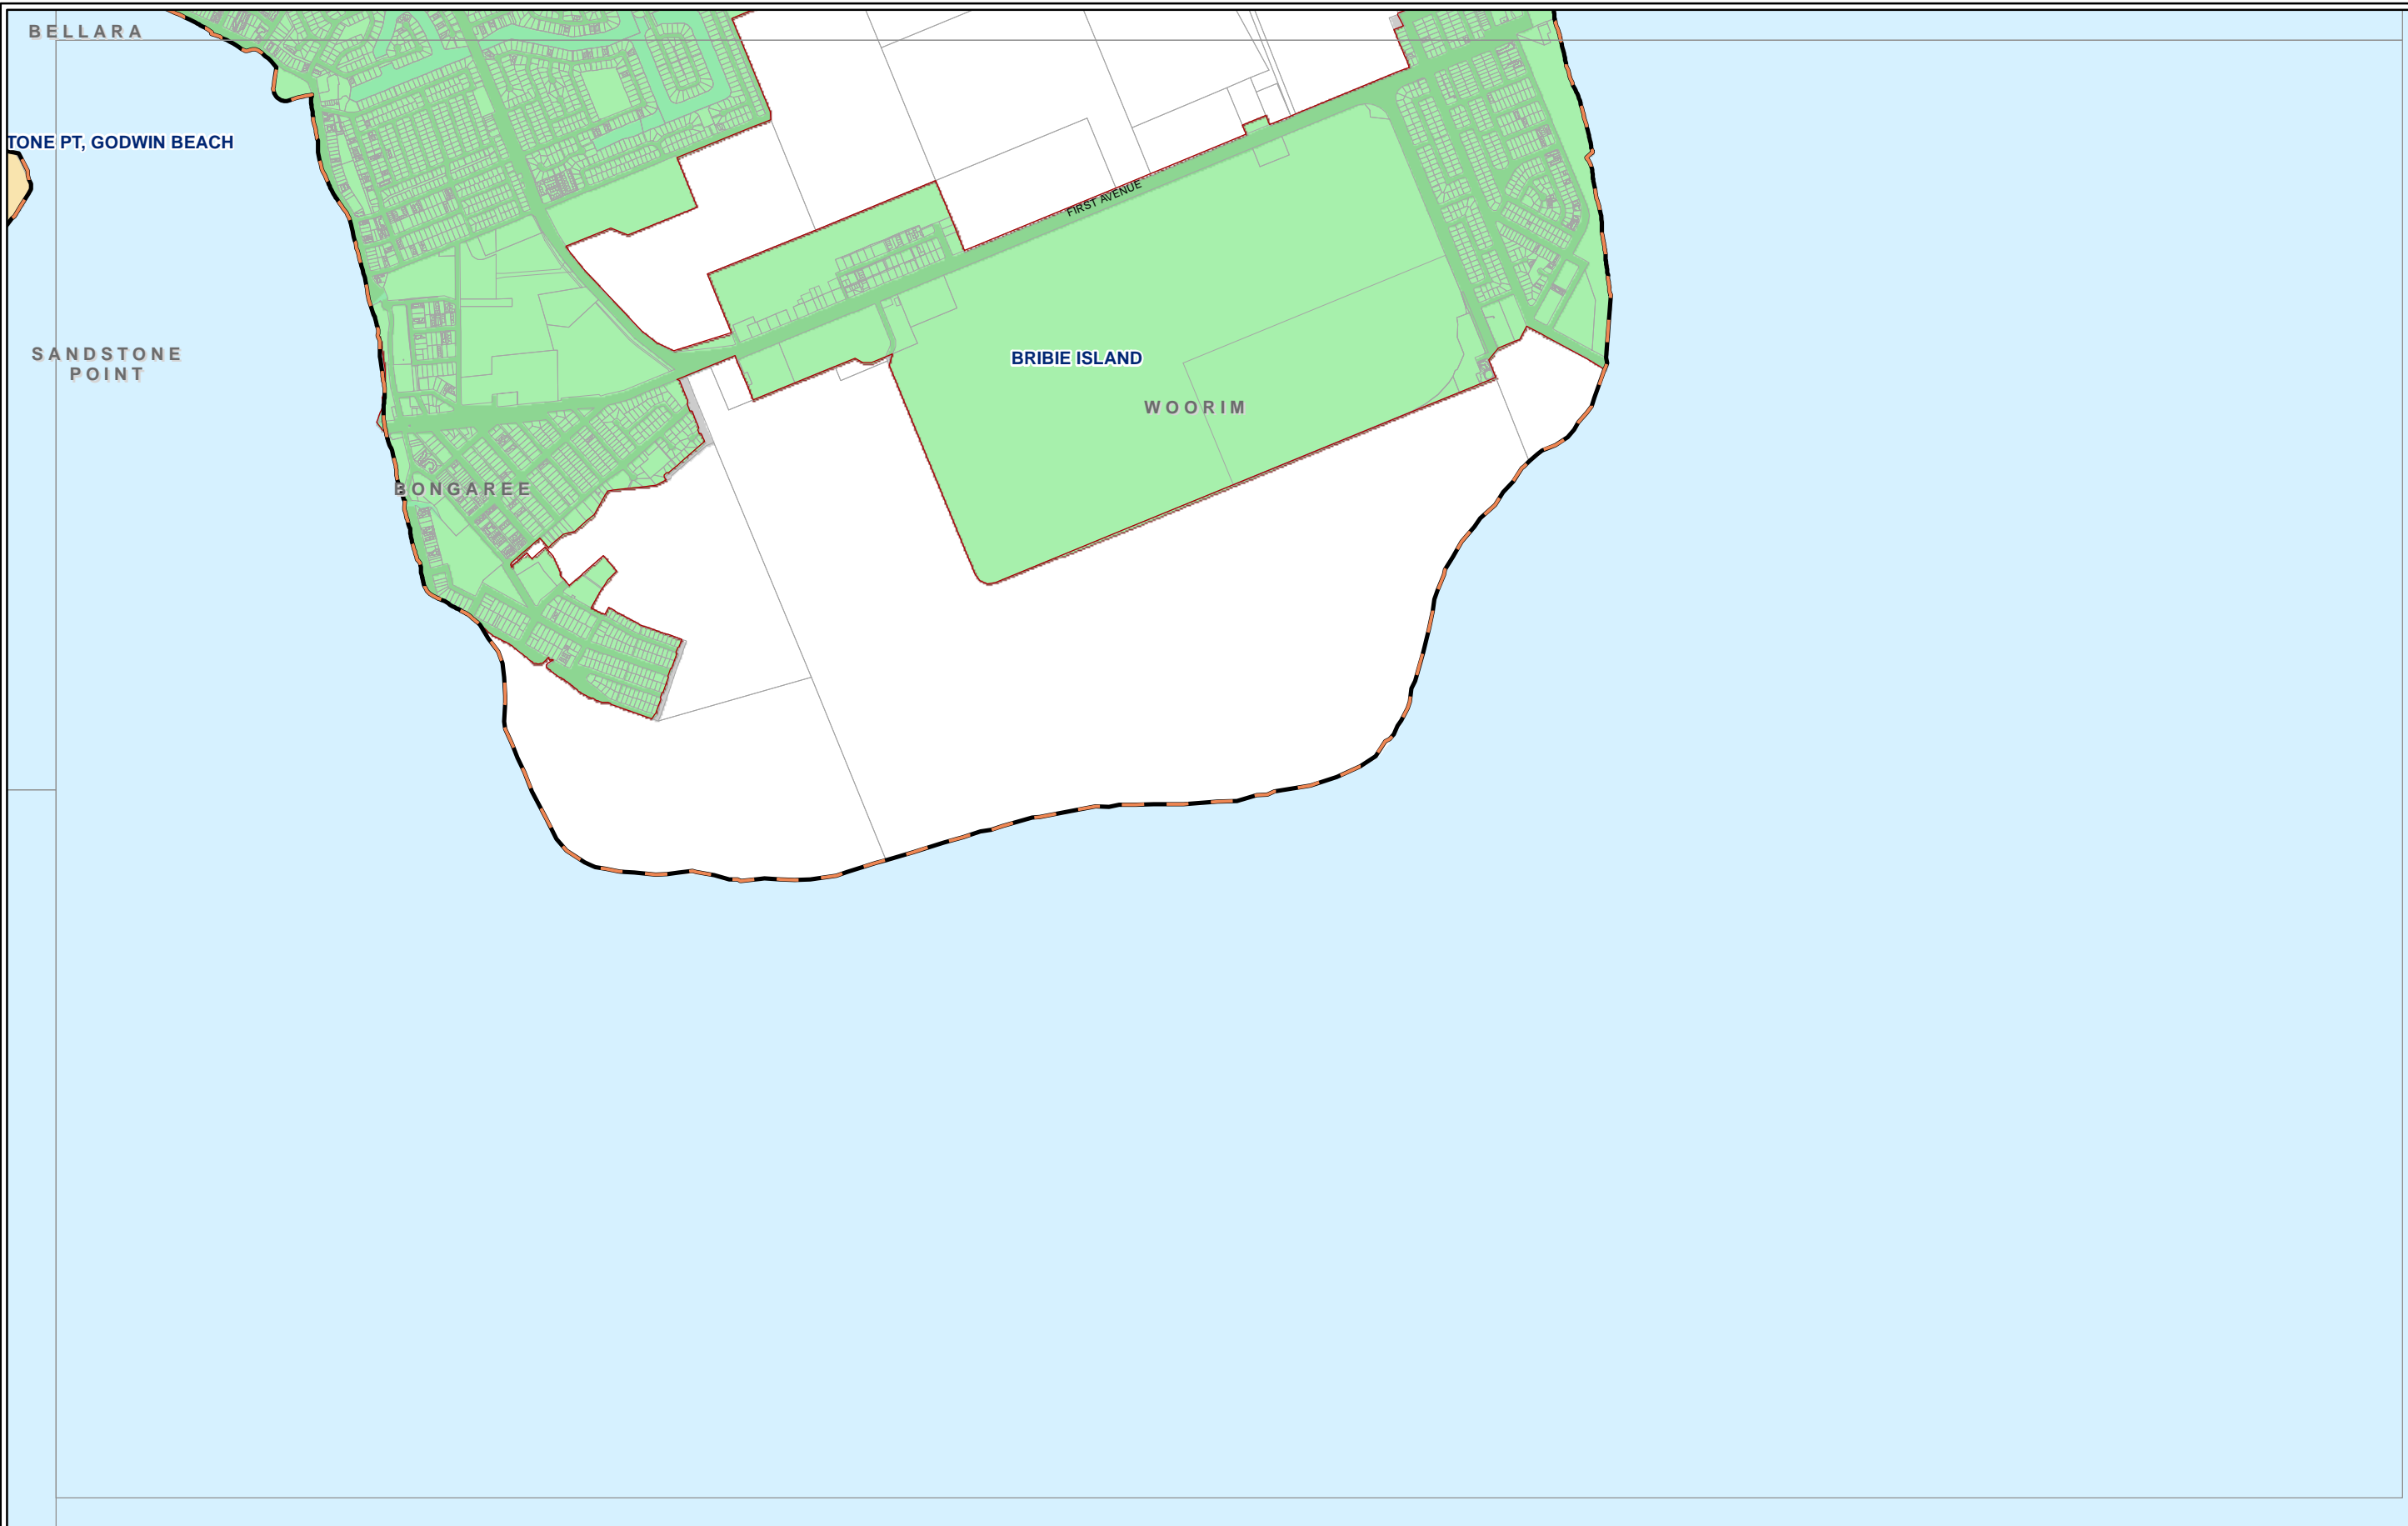 BELLARA
TONE PT, GODWIN BEACH
FIRST AVENUE
SANDSTONE
POINT
BRIBIE ISLAND
WOORIM
BONGAREE